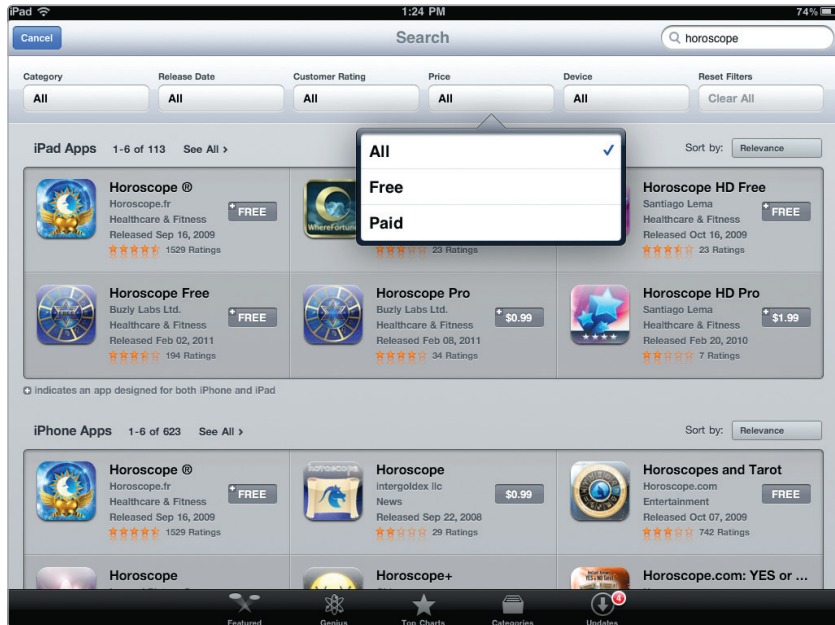 iPad 1:24 PM 74%
Cancel Search horoscope
Category Release Date Customer Rating Price Device Reset Filters
All All All All All Clear All
iPad Apps 1-6 of 113 See All › Sort by: Relevance
All
Free
Paid
Horoscope ®
Horoscope.fr
Healthcare & Fitness
Released Sep 16, 2009
1529 Ratings
FREE
WhereFortune
23 Ratings
Horoscope HD Free
Santiago Lema
Healthcare & Fitness
Released Oct 16, 2009
23 Ratings
FREE
Horoscope Free
Buzly Labs Ltd.
Healthcare & Fitness
Released Feb 02, 2011
194 Ratings
FREE
Horoscope Pro
Buzly Labs Ltd.
Healthcare & Fitness
Released Feb 08, 2011
34 Ratings
$0.99
Horoscope HD Pro
Santiago Lema
Healthcare & Fitness
Released Feb 20, 2010
7 Ratings
$1.99
indicates an app designed for both iPhone and iPad
iPhone Apps 1-6 of 623 See All › Sort by: Relevance
Horoscope ®
Horoscope.fr
Healthcare & Fitness
Released Sep 16, 2009
1529 Ratings
FREE
horoscope
Horoscope
intergoldex llc
News
Released Sep 22, 2008
29 Ratings
$0.99
Horoscopes and Tarot
Horoscope.com
Entertainment
Released Oct 07, 2009
742 Ratings
FREE
Horoscope
Horoscope+
Horoscope.com: YES or ...
Featured Genius Top Charts Categories Updates
4